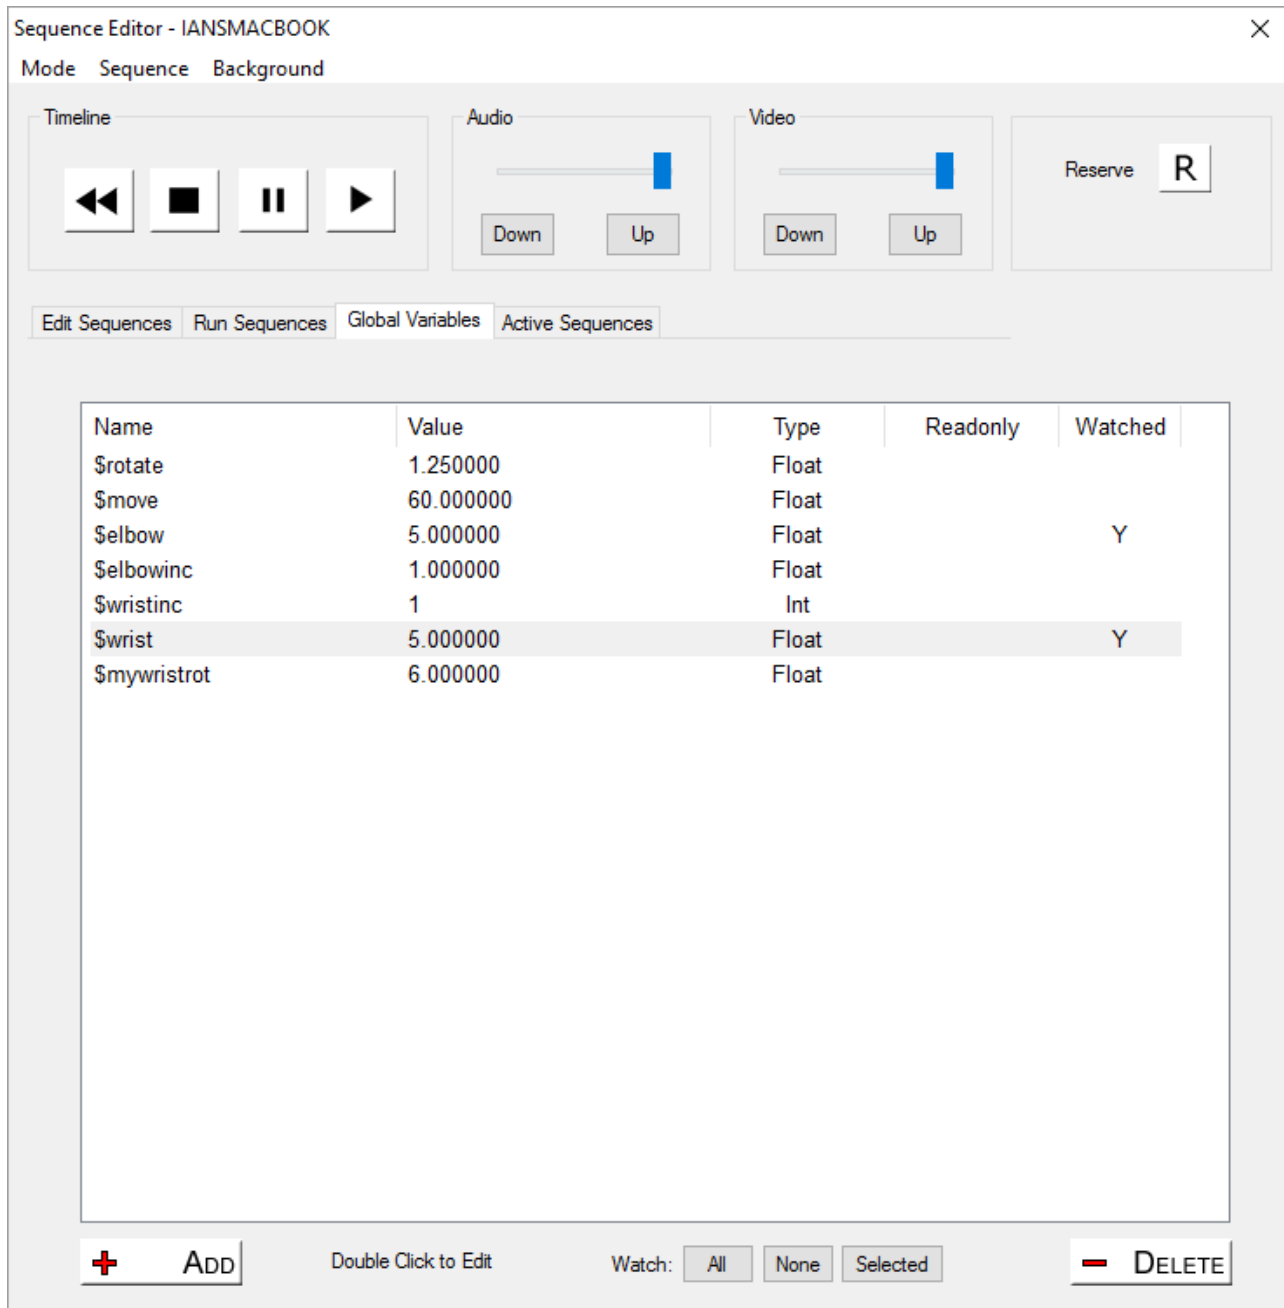 Sequence Editor - IANSMACBOOK
Mode Sequence Background
Timeline Audio Video
Reserve R
Down Up Down Up
Edit Sequences Run Sequences Global Variables Active Sequences
Name Value Type Readonly Watched
$rotate 1.250000 Float
$move 60.000000 Float
$elbow 5.000000 Float Y
$elbowinc 1.000000 Float
$wristinc 1 Int
$wrist 5.000000 Float Y
$mywristrot 6.000000 Float
ADD Double Click to Edit Watch: All None Selected DELETE